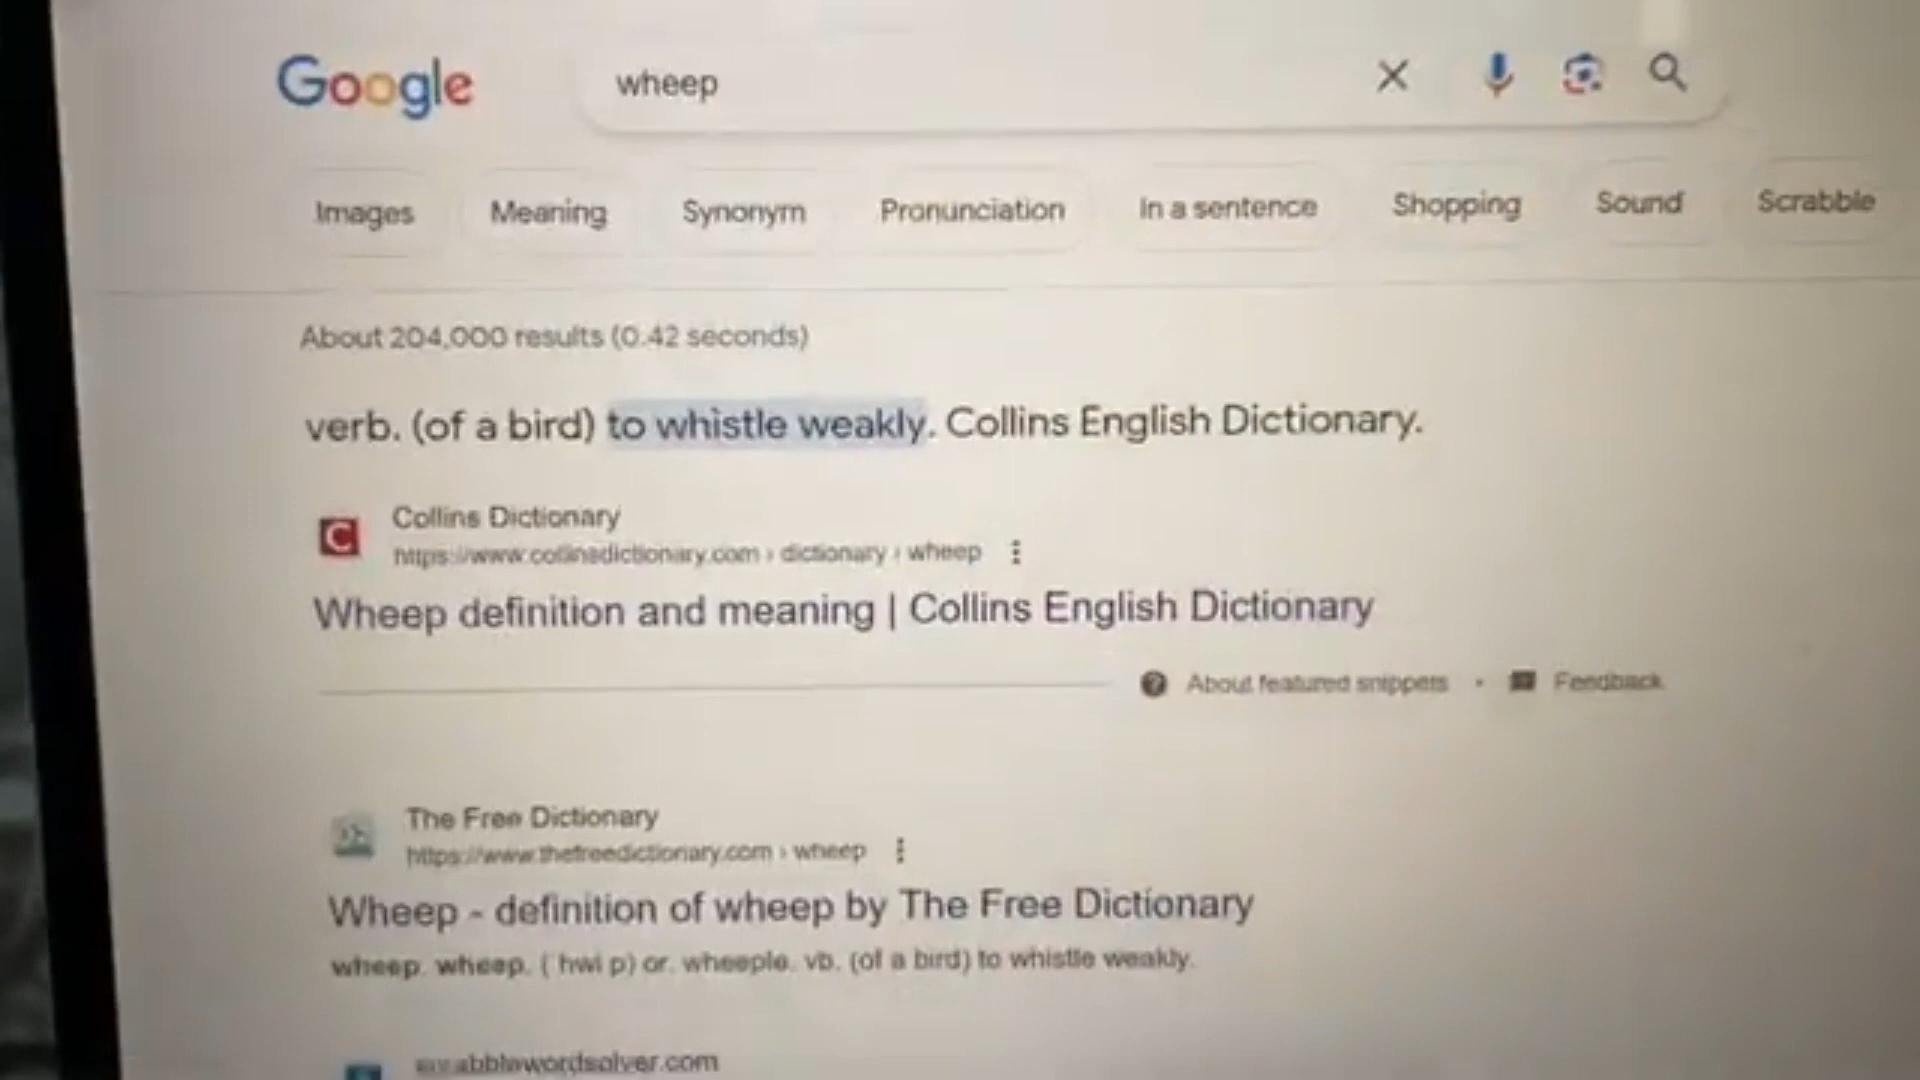 Google wheep
Images Meaning Synonym Pronunciation In a sentence Shopping Sound Scrabble
About 204,000 results (0.42 seconds)
verb. (of a bird) to whistle weakly. Collins English Dictionary.
Collins Dictionary
https://www.collinsdictionary.com › dictionary › wheep
Wheep definition and meaning | Collins English Dictionary
About featured snippets • Feedback
The Free Dictionary
https://www.thefreedictionary.com › wheep
Wheep - definition of wheep by The Free Dictionary
wheep. wheep. (ˈhwi p) or. wheeple. vb. (of a bird) to whistle weakly.